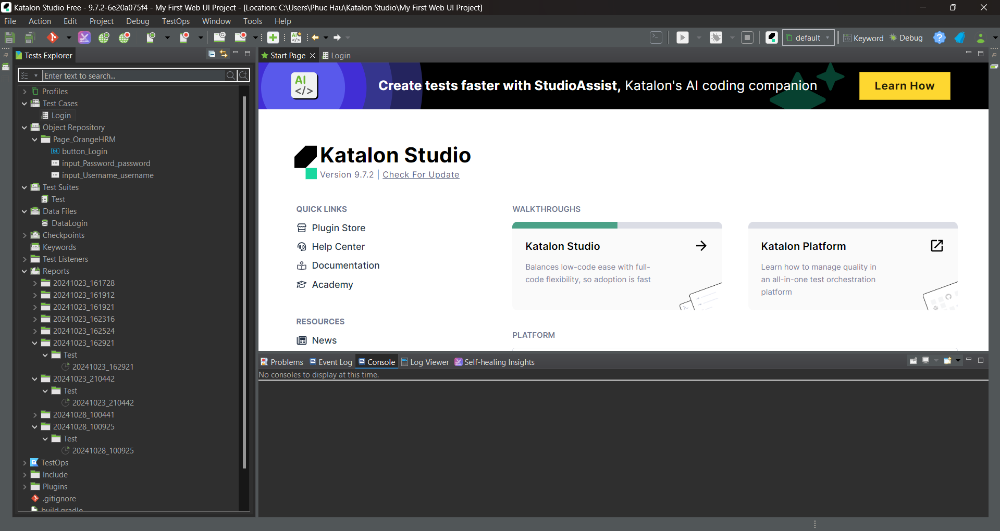 Katalon Studio Free - 9.7.2-6e20a075f4 - My First Web UI Project - [Location: C:\Users\Phuc Hau\Katalon Studio\My First Web UI Project]
File Action Edit Project Debug TestOps Window Tools Help
default Keyword Debug
Tests Explorer
Enter text to search...
Profiles
Test Cases
Login
Object Repository
Page_OrangeHRM
bt button_Login
input_Password_password
input_Username_username
Test Suites
Test
Data Files
DataLogin
Checkpoints
Keywords
Test Listeners
Reports
20241023_161728
20241023_161912
20241023_161921
20241023_162316
20241023_162524
20241023_162921
Test
20241023_162921
20241023_210442
Test
20241023_210442
20241028_100441
20241028_100925
Test
20241028_100925
TestOps
Include
Plugins
.gitignore
build.gradle
Start Page Login
AI </>
Create tests faster with StudioAssist, Katalon's AI coding companion
Learn How
Katalon Studio
Version 9.7.2 | Check For Update
QUICK LINKS
Plugin Store
Help Center
Documentation
Academy
RESOURCES
News
WALKTHROUGHS
Katalon Studio
Balances low-code ease with full-
code flexibility, so adoption is fast
Katalon Platform
Learn how to manage quality in
an all-in-one test orchestration
platform
PLATFORM
Problems Event Log Console Log Viewer Self-healing Insights
No consoles to display at this time.